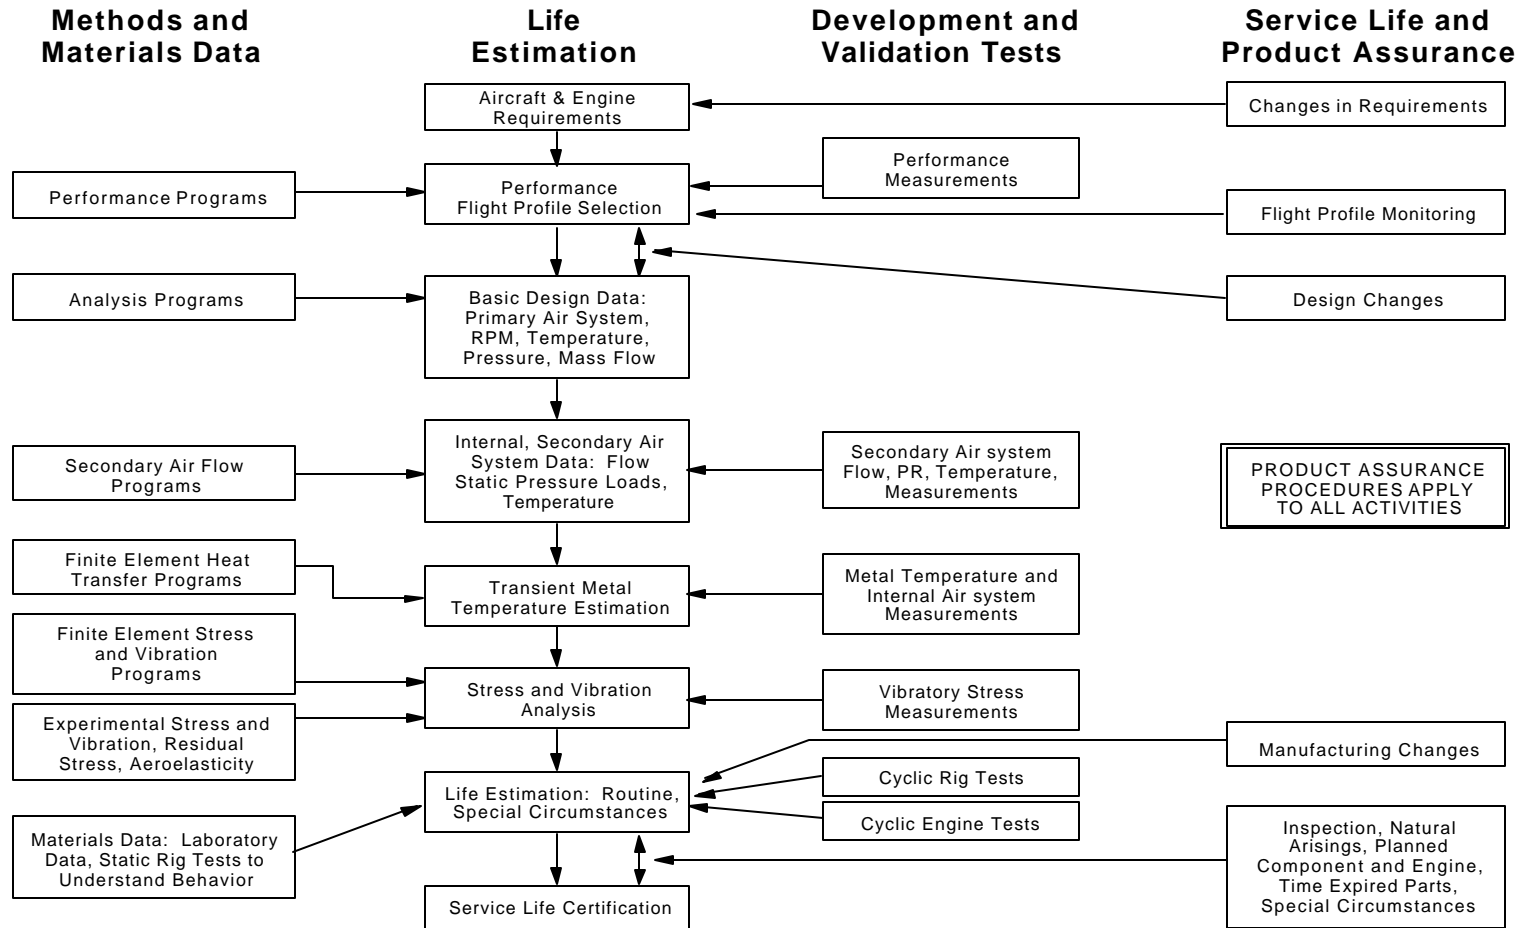 Methods and
Materials Data
Life
Estimation
Development and
Validation Tests
Service Life and
Product Assurance
Aircraft & Engine
Requirements
Changes in Requirements
Performance
Measurements
Performance Programs
Performance
Flight Profile Selection
Flight Profile Monitoring
Analysis Programs
Basic Design Data:
Primary Air System,
RPM, Temperature,
Pressure, Mass Flow
Design Changes
Secondary Air Flow
Programs
Internal, Secondary Air
System Data: Flow
Static Pressure Loads,
Temperature
Secondary Air system
Flow, PR, Temperature,
Measurements
PRODUCT ASSURANCE
PROCEDURES APPLY
TO ALL ACTIVITIES
Finite Element Heat
Transfer Programs
Transient Metal
Temperature Estimation
Metal Temperature and
Internal Air system
Measurements
Finite Element Stress
and Vibration
Programs
Stress and Vibration
Analysis
Vibratory Stress
Measurements
Experimental Stress and
Vibration, Residual
Stress, Aeroelasticity
Manufacturing Changes
Life Estimation: Routine,
Special Circumstances
Cyclic Rig Tests
Cyclic Engine Tests
Materials Data: Laboratory
Data, Static Rig Tests to
Understand Behavior
Inspection, Natural
Arisings, Planned
Component and Engine,
Time Expired Parts,
Special Circumstances
Service Life Certification